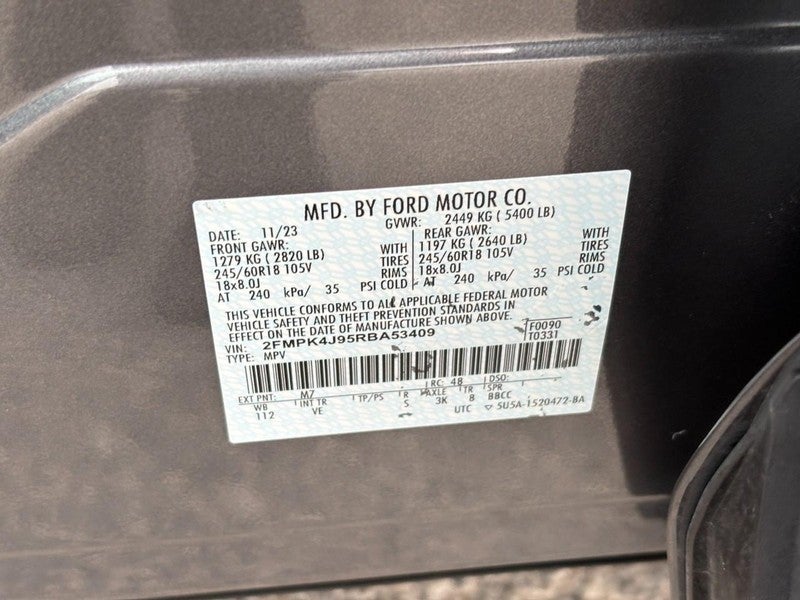 MFD. BY FORD MOTOR CO.
DATE: 11/23 GVWR: 2449 KG ( 5400 LB)
FRONT GAWR: REAR GAWR:
1279 KG ( 2820 LB) WITH 1197 KG ( 2640 LB) WITH
245/60R18 105V TIRES 245/60R18 105V TIRES
18x8.0J RIMS 18x8.0J RIMS
AT 240 kPa/ 35 PSI COLD AT 240 kPa/ 35 PSI COLD
THIS VEHICLE CONFORMS TO ALL APPLICABLE FEDERAL MOTOR
VEHICLE SAFETY AND THEFT PREVENTION STANDARDS IN
EFFECT ON THE DATE OF MANUFACTURE SHOWN ABOVE.
VIN: 2FMPK4J95RBA53409 F0090
TYPE: MPV T0331
EXT PNT: M7 RC: 48 DSO:
WB INT TR TP/PS R AXLE TR SPR
112 VE S 3K 8 BBCC
UTC ▽ 5U5A-1520472-BA